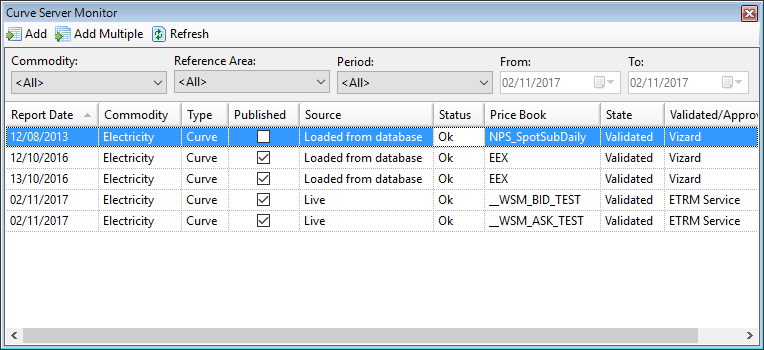 Curve Server Monitor
Add Add Multiple Refresh
Commodity: Reference Area: Period: From: To:
<All> <All> <All> 02/11/2017 02/11/2017
Report Date Commodity Type Published Source Status Price Book State Validated/Approv
12/08/2013 Electricity Curve Loaded from database Ok NPS_SpotSubDaily Validated Vizard
12/10/2016 Electricity Curve Loaded from database Ok EEX Validated Vizard
13/10/2016 Electricity Curve Loaded from database Ok EEX Validated Vizard
02/11/2017 Electricity Curve Live Ok __WSM_BID_TEST Validated ETRM Service
02/11/2017 Electricity Curve Live Ok __WSM_ASK_TEST Validated ETRM Service